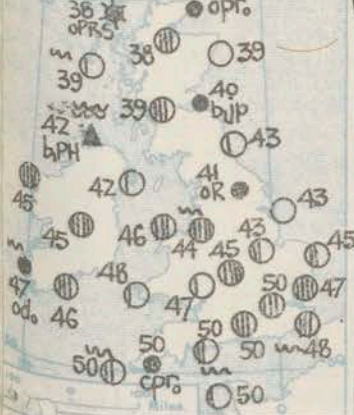 38 opr.
oPRS
38 39
39
40
39 bjp
42
bPH 43
41
45 42 oR
43
45 46 44 43 45
45
47 48 50 47
od. 46 47
50
50 50 48
50 cpr.
50
Miles